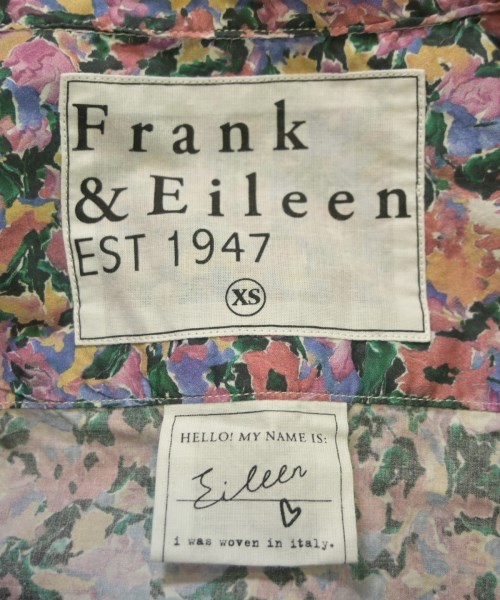 Frank
& Eileen
EST 1947
XS
HELLO! MY NAME IS:
Eileen
i was woven in italy.